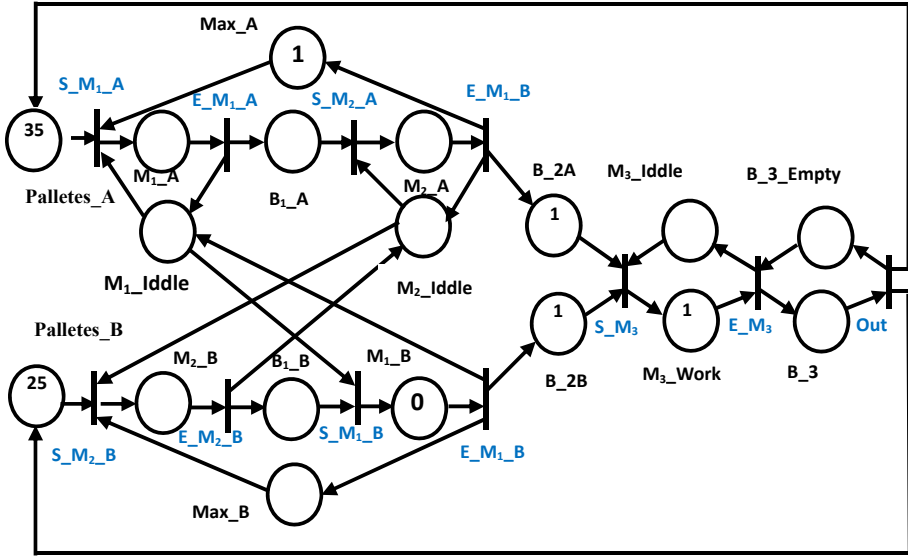 Max_A
1
S_M₁_A
E_M₁_A
S_M₂_A
E_M₁_B
35
M₁_A
B₁_A
M₂_A
B_2A
M₃_Iddle
B_3_Empty
Palletes_A
1
M₁_Iddle
M₂_Iddle
Palletes_B
1
1
S_M₃
E_M₃
Out
M₂_B
B₁_B
M₁_B
B_2B
M₃_Work
B_3
25
0
S_M₂_B
E_M₂_B
S_M₁_B
E_M₁_B
Max_B